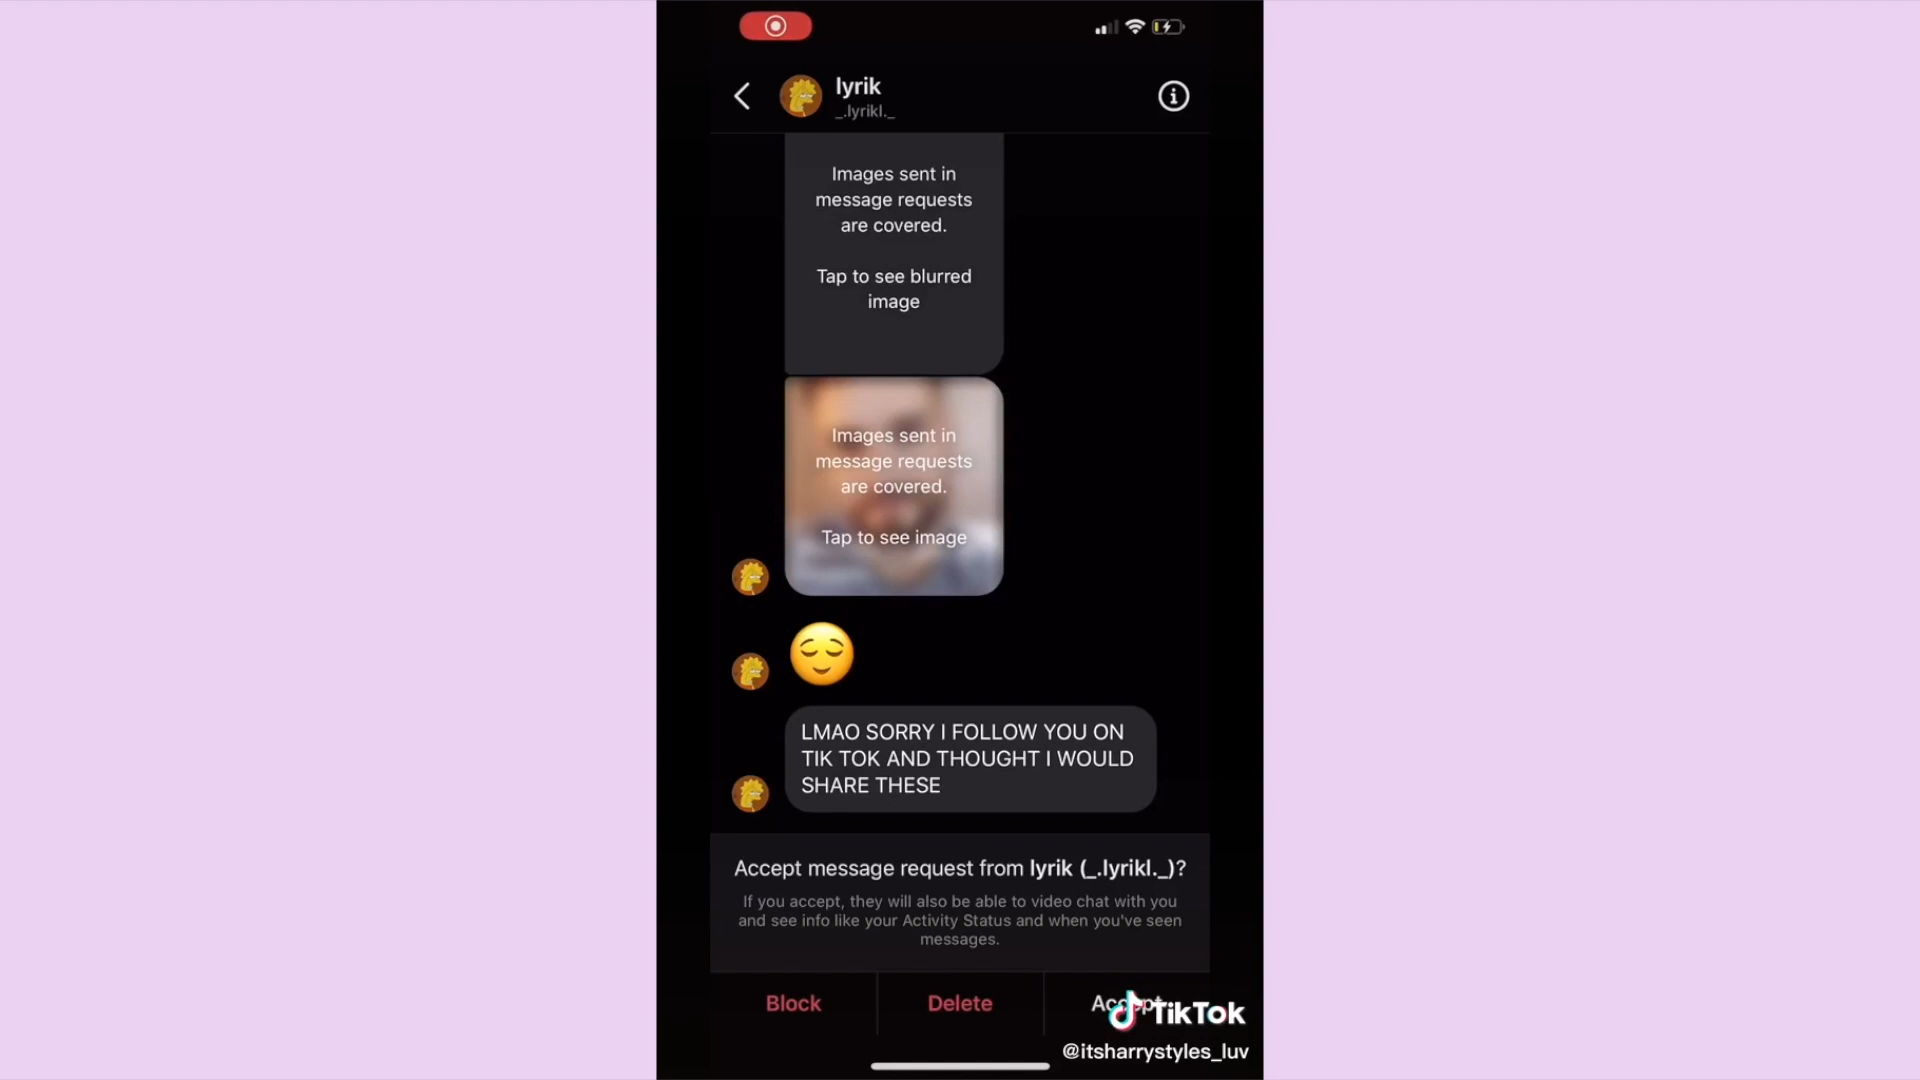 lyrik
_.lyrikl._
Images sent in
message requests
are covered.
Tap to see blurred
image
Images sent in
message requests
are covered.
Tap to see image
LMAO SORRY I FOLLOW YOU ON
TIK TOK AND THOUGHT I WOULD
SHARE THESE
Accept message request from lyrik (_.lyrikl._)?
If you accept, they will also be able to video chat with you
and see info like your Activity Status and when you've seen
messages.
Block
Delete
Accept
TikTok
@itsharrystyles_luv